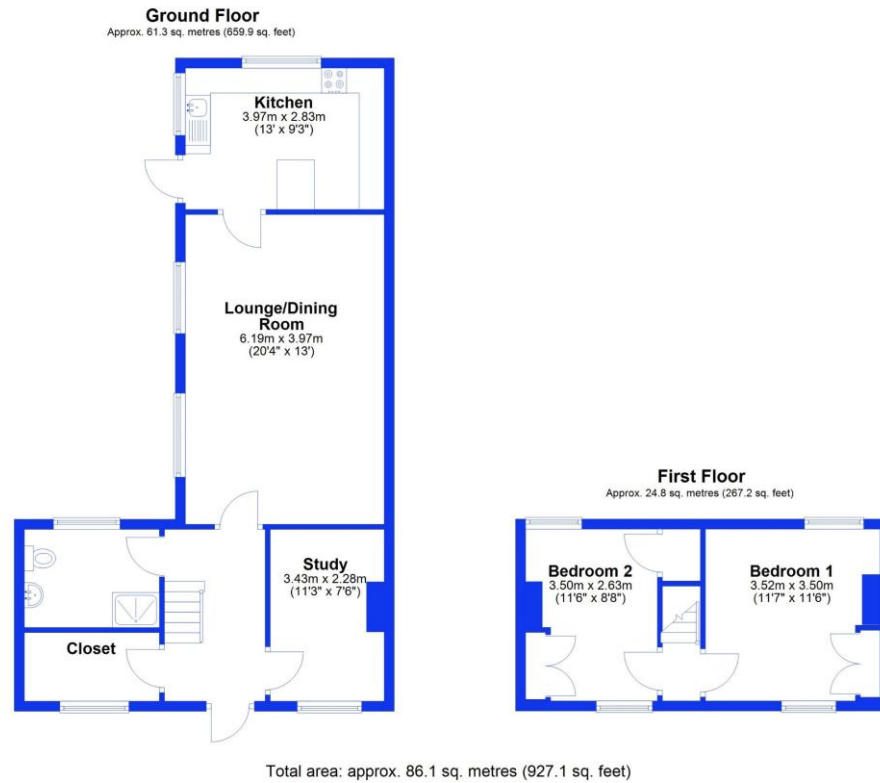 Ground Floor
Approx. 61.3 sq. metres (659.9 sq. feet)
Kitchen
3.97m x 2.83m
(13' x 9'3")
Lounge/Dining
Room
6.19m x 3.97m
(20'4" x 13')
Study
3.43m x 2.28m
(11'3" x 7'6")
Closet
First Floor
Approx. 24.8 sq. metres (267.2 sq. feet)
Bedroom 2
3.50m x 2.63m
(11'6" x 8'8")
Bedroom 1
3.52m x 3.50m
(11'7" x 11'6")
Total area: approx. 86.1 sq. metres (927.1 sq. feet)